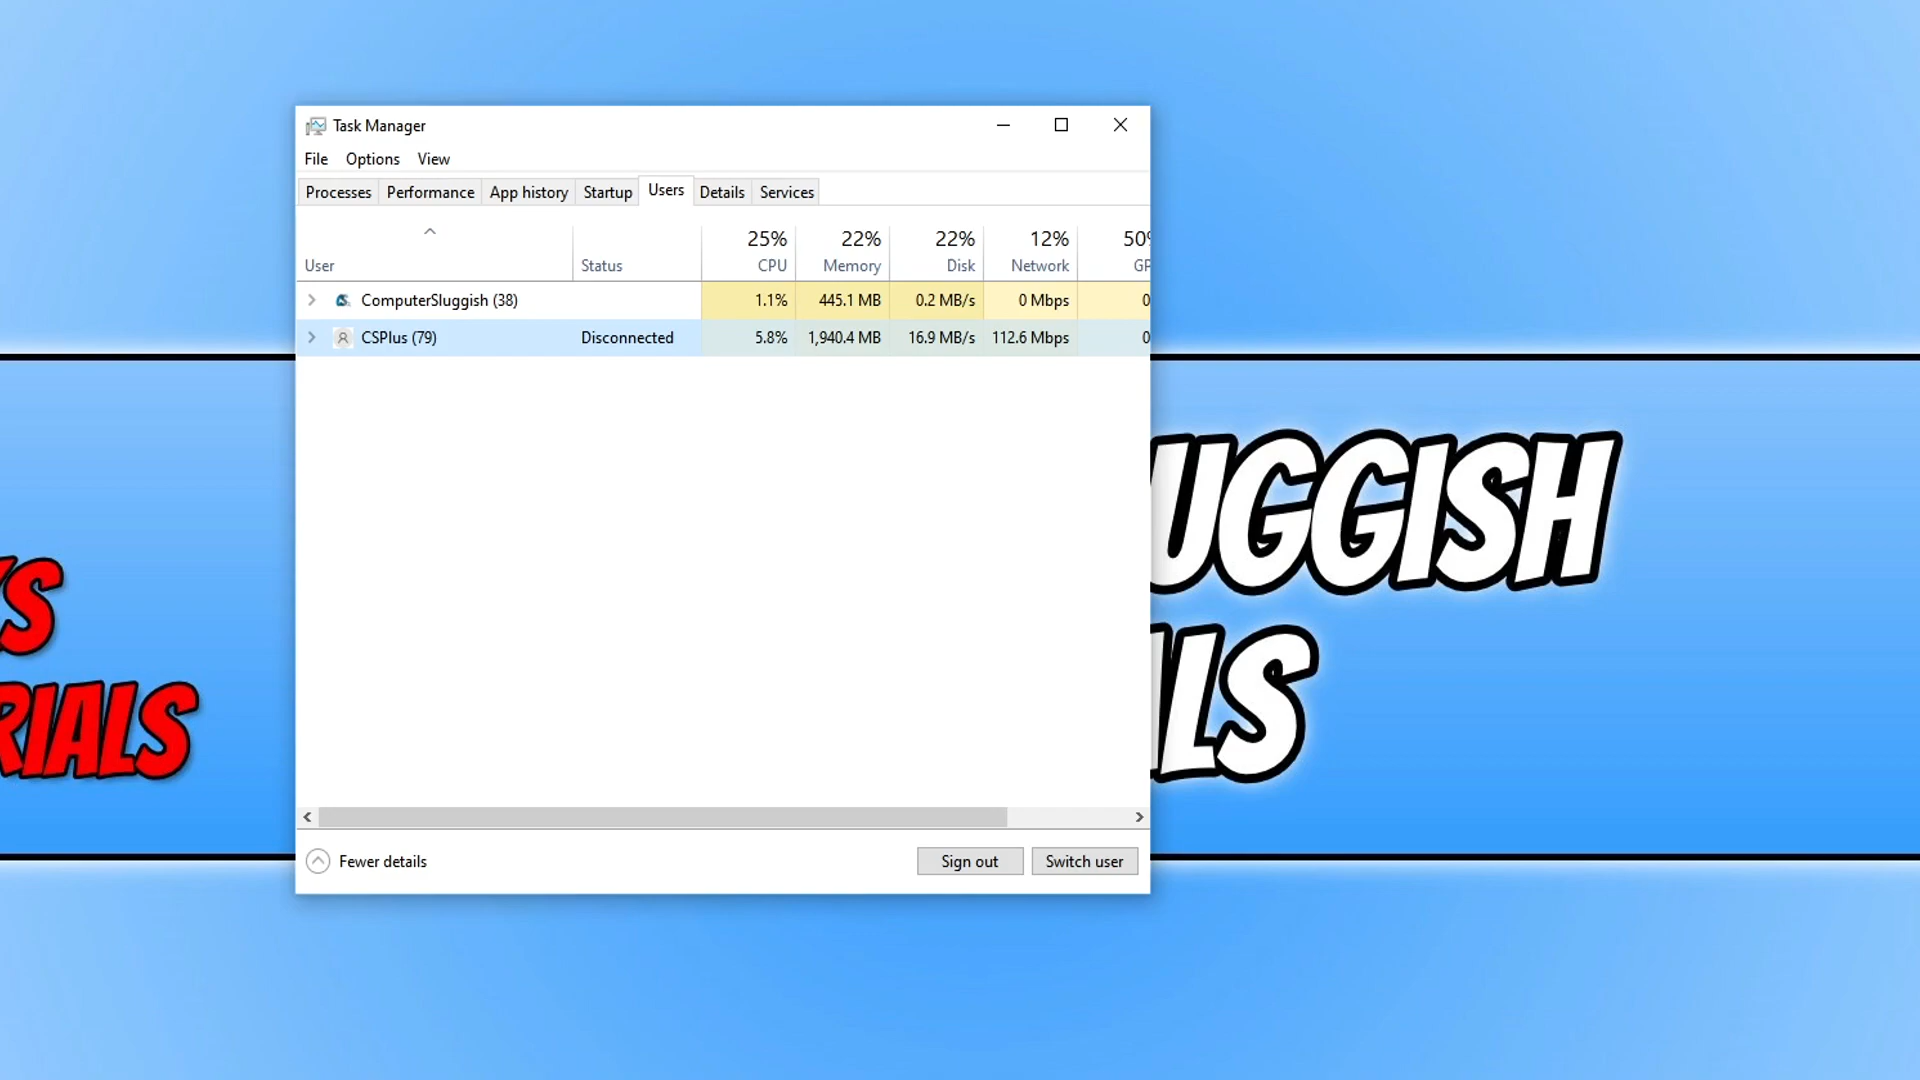 Task Manager
File Options View
Processes Performance App history Startup Users Details Services
25% 22% 22% 12% 50%
User Status CPU Memory Disk Network GP
ComputerSluggish (38) 1.1% 445.1 MB 0.2 MB/s 0 Mbps 0
CSPlus (79) Disconnected 5.8% 1,940.4 MB 16.9 MB/s 112.6 Mbps 0
UGGISH
KS
LS
RIALS
Fewer details Sign out Switch user